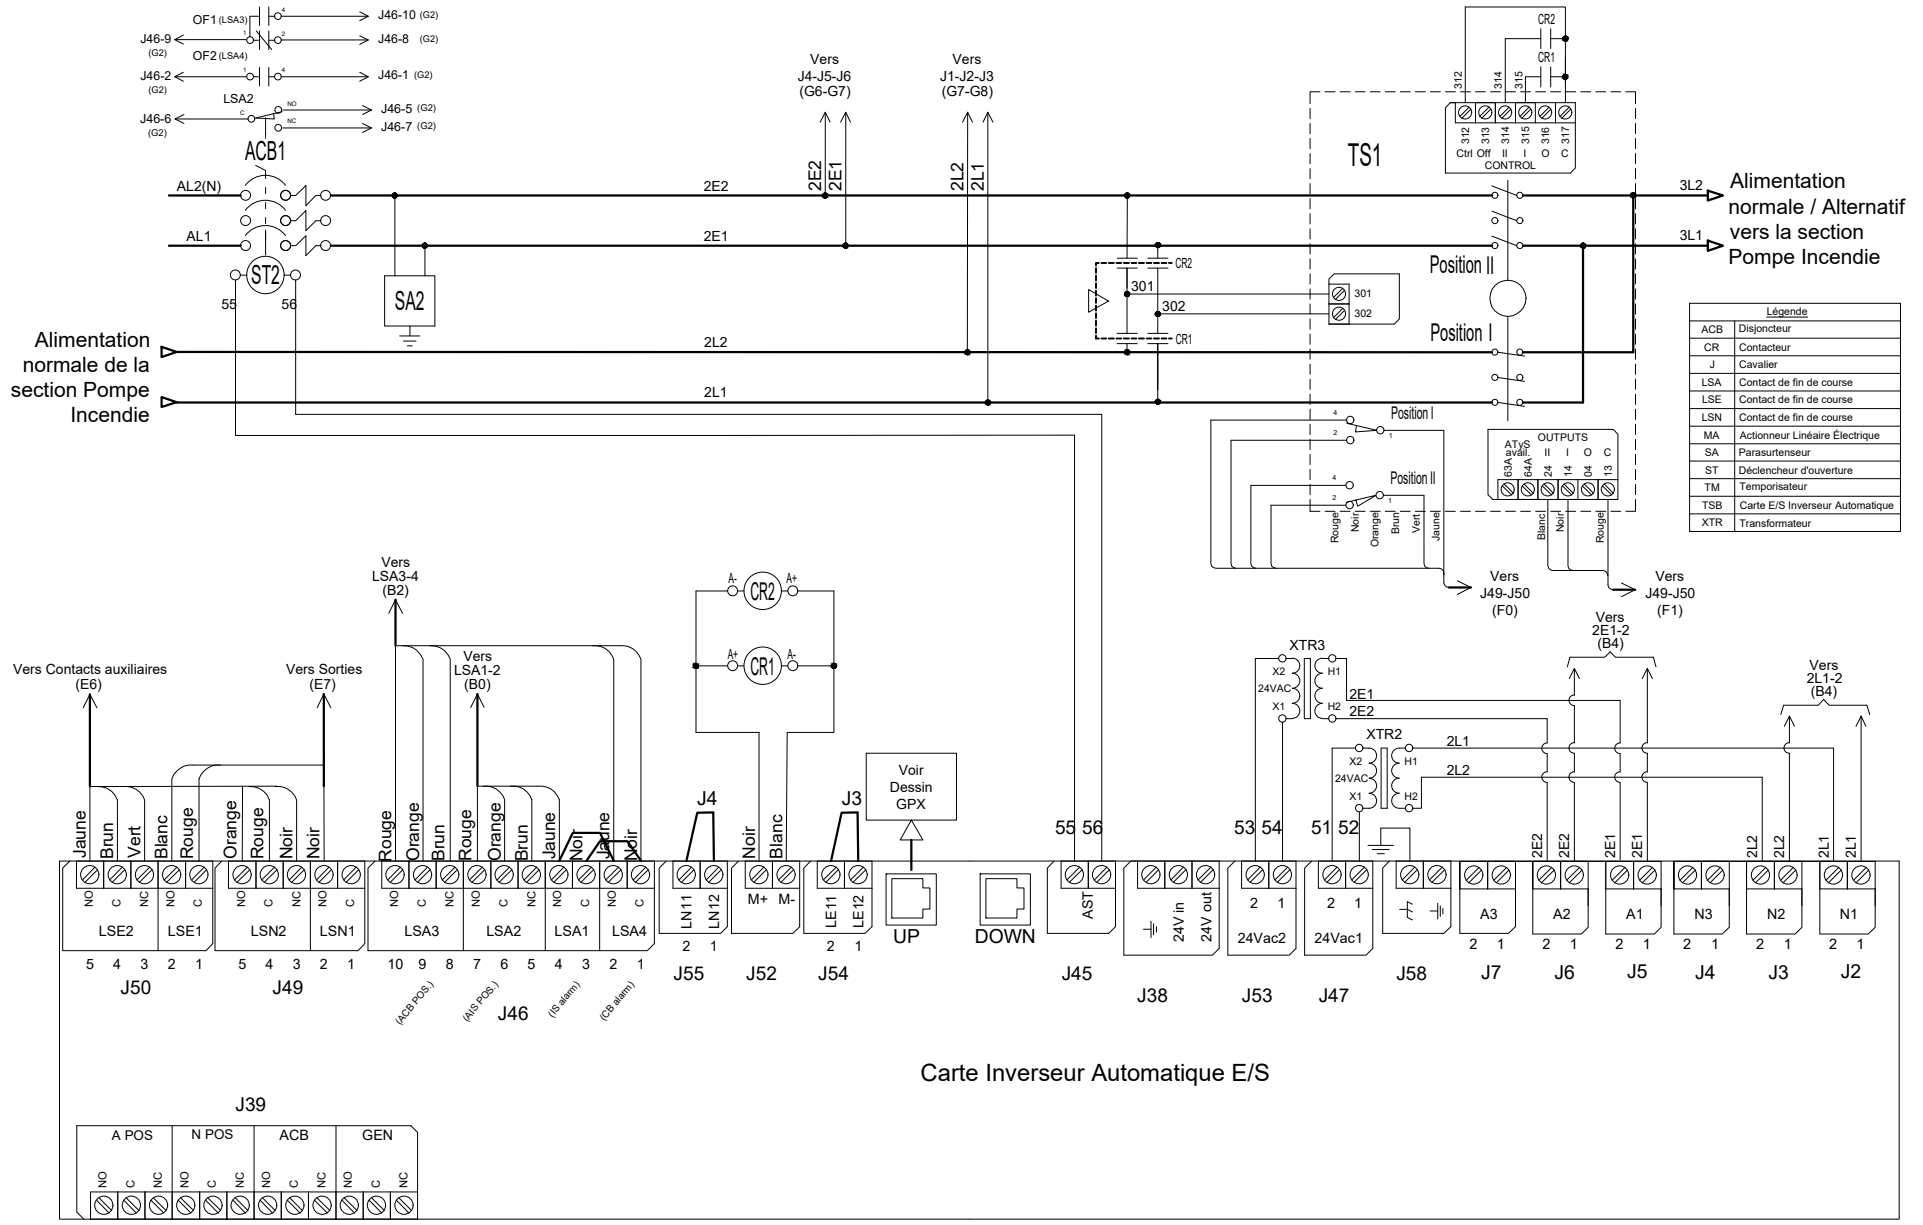 OF1 (LSA3)
4
J46-10 (G2)
J46-9
(G2)
1
2
J46-8 (G2)
OF2 (LSA4)
J46-2
(G2)
1
4
J46-1 (G2)
LSA2
J46-6
(G2)
C
NO
J46-5 (G2)
NC
J46-7 (G2)
ACB1
AL2(N)
AL1
ST2
55
56
SA2
2E2
2E1
Vers
J4-J5-J6
(G6-G7)
2E2
2E1
Vers
J1-J2-J3
(G7-G8)
2L2
2L1
Alimentation
normale de la
section Pompe
Incendie
2L2
2L1
CR2
301
302
CR1
TS1
312
314
315
CR2
CR1
312 313 314 315 316 317
Ctrl Off II I O C
CONTROL
Position II
301
302
Position I
3L2
3L1
Alimentation
normale / Alternatif
vers la section
Pompe Incendie
4
2
1
Position I
4
2
1
Position II
Rouge
Noir
Orange
Brun
Vert
Jaune
OUTPUTS
ATyS
avail.
II I O C
63A 64A 24 14 04 13
Blanc
Noir
Rouge
Vers
J49-J50
(F0)
Vers
J49-J50
(F1)
Légende
ACB Disjoncteur
CR Contacteur
J Cavalier
LSA Contact de fin de course
LSE Contact de fin de course
LSN Contact de fin de course
MA Actionneur Linéaire Électrique
SA Parasurtenseur
ST Déclencheur d'ouverture
TM Temporisateur
TSB Carte E/S Inverseur Automatique
XTR Transformateur
Vers Contacts auxiliaires
(E6)
Vers Sorties
(E7)
Vers
LSA3-4
(B2)
Vers
LSA1-2
(B0)
A- CR2 A+
A+ CR1 A-
XTR3
X2
24VAC
X1
H1
H2
2E1
2E2
XTR2
X2
24VAC
X1
H1
H2
2L1
2L2
Vers
2E1-2
(B4)
Vers
2L1-2
(B4)
Voir
Dessin
GPX
J4
J3
Jaune Brun Vert Blanc Rouge
Orange Rouge Noir Noir
Rouge Orange Brun Rouge Orange Brun Jaune Noir Jaune Noir
Noir Blanc
55 56
53 54
51 52
2E2 2E2 2E1 2E1
2L2 2L2 2L1 2L1
NO C NC NO C
LSE2 LSE1
5 4 3 2 1
J50
NO C NC NO C
LSN2 LSN1
5 4 3 2 1
J49
NO C NC NO C NC NO C NO C
LSA3 LSA2 LSA1 LSA4
10 9 8 7 6 5 4 3 2 1
(ACB POS.)
(AIS POS.)
(IS alarm)
(CB alarm)
J46
LN11 LN12
2 1
J55
M+ M-
J52
LE11 LE12
2 1
J54
UP
DOWN
AST
J45
24V in
24V out
J38
2 1
24Vac2
J53
2 1
24Vac1
J47
J58
A3
2 1
J7
A2
2 1
J6
A1
2 1
J5
N3
2 1
J4
N2
2 1
J3
N1
2 1
J2
Carte Inverseur Automatique E/S
J39
A POS N POS ACB GEN
NO C NC NO C NC NO C NC NO C NC